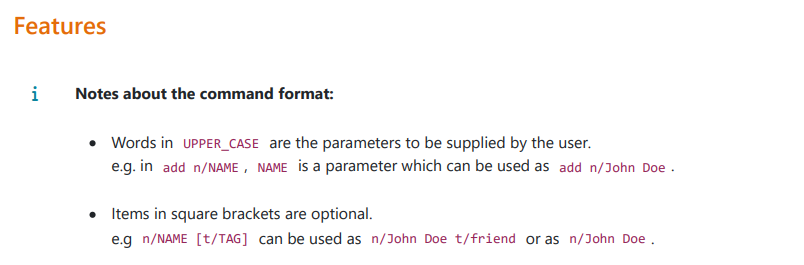 Features
i Notes about the command format:
• Words in UPPER_CASE are the parameters to be supplied by the user.
e.g. in add n/NAME , NAME is a parameter which can be used as add n/John Doe .
• Items in square brackets are optional.
e.g n/NAME [t/TAG] can be used as n/John Doe t/friend or as n/John Doe .